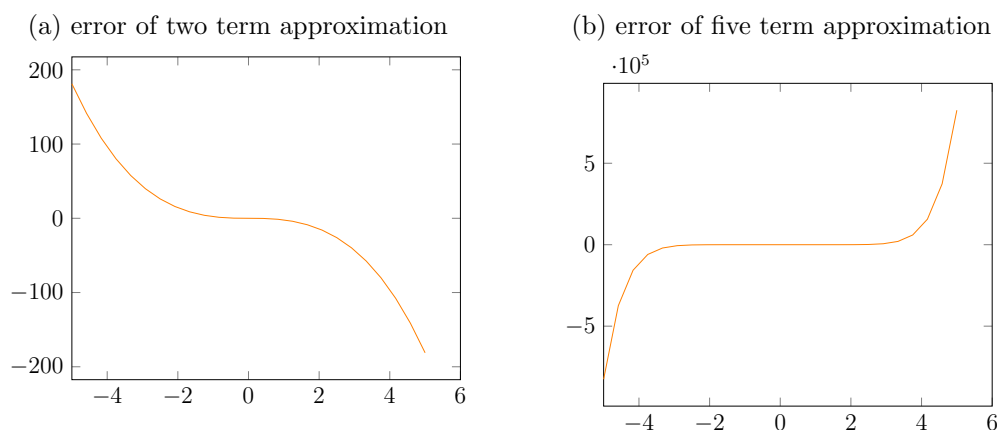 (a) error of two term approximation
200
100
0
−100
−200
−4 −2 0 2 4 6
(b) error of five term approximation
·10^5
5
0
−5
−4 −2 0 2 4 6